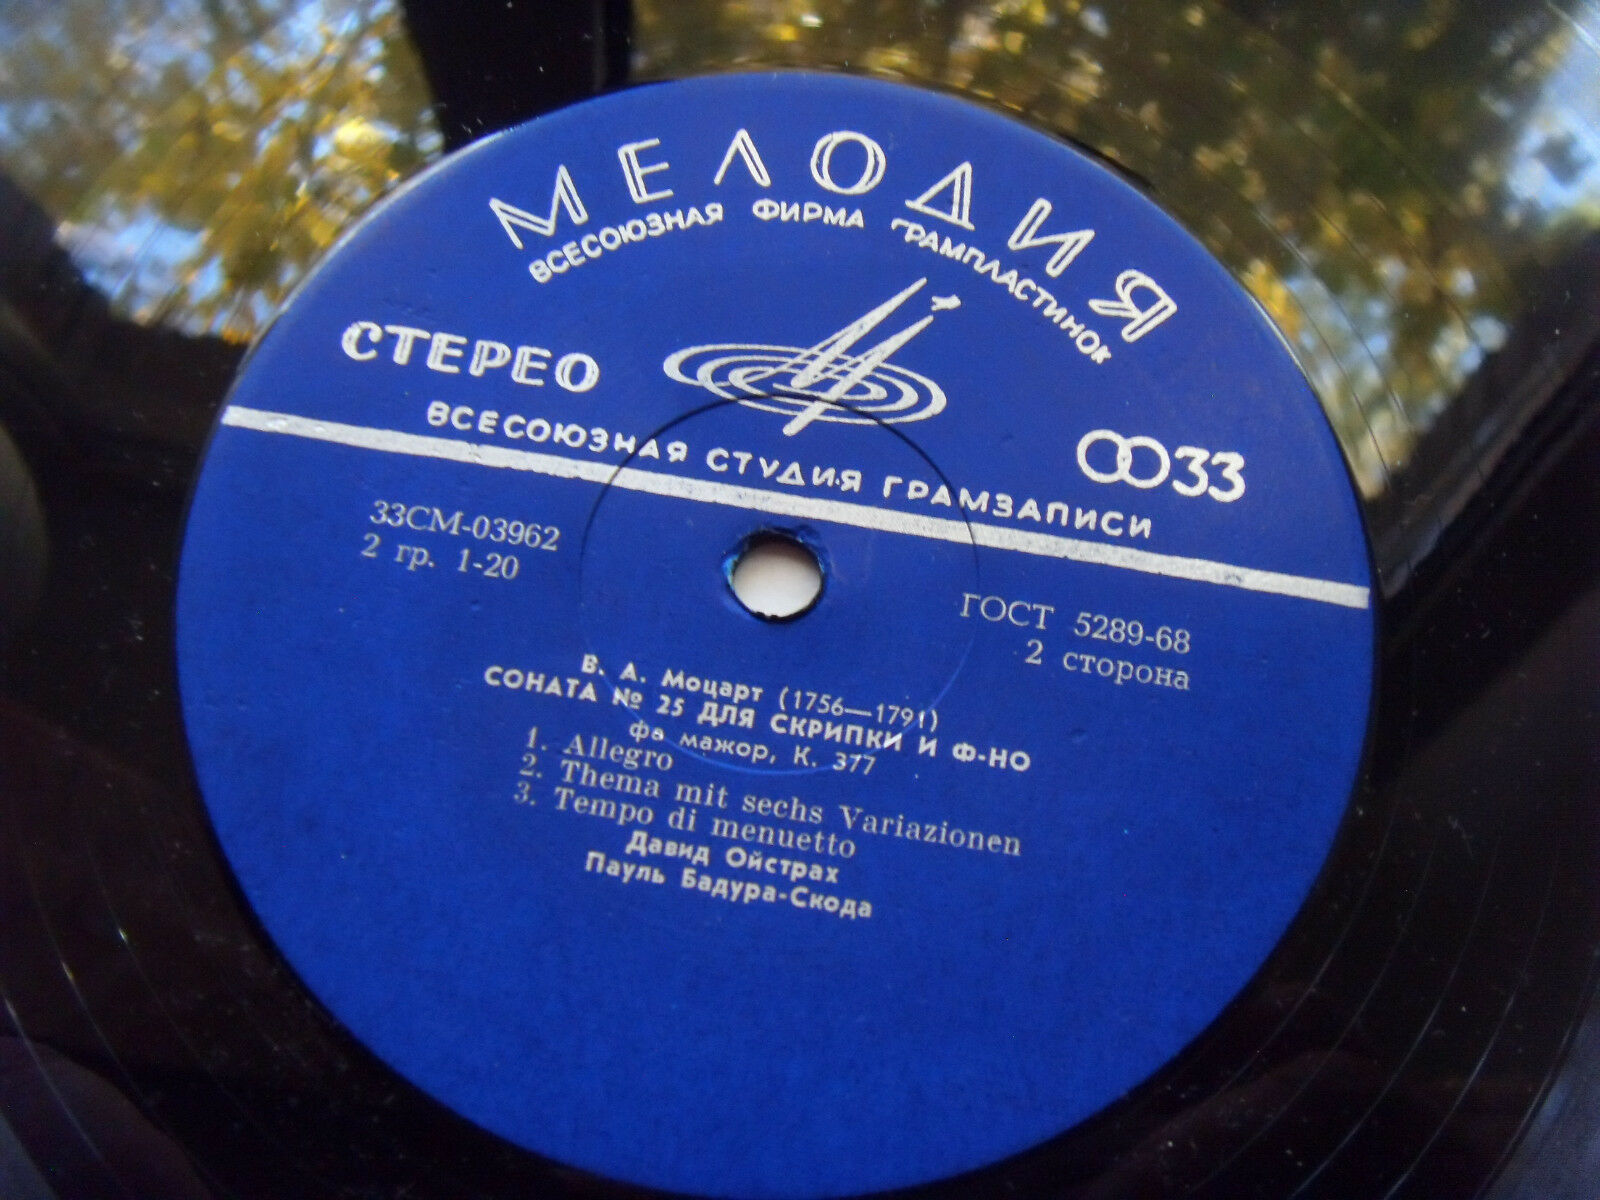 МЕЛОДИЯ
ВСЕСОЮЗНАЯ ФИРМА ГРАМПЛАСТИНОК
СТЕРЕО
33
ВСЕСОЮЗНАЯ СТУДИЯ ГРАМЗАПИСИ
33СМ-03962
2 гр. 1-20
ГОСТ 5289-68
2 сторона
В. А. Моцарт (1756—1791)
СОНАТА № 25 ДЛЯ СКРИПКИ И Ф-НО
фа мажор, К. 377
1. Allegro
2. Thema mit sechs Variazionen
3. Tempo di menuetto
Давид Ойстрах
Пауль Бадура-Скода